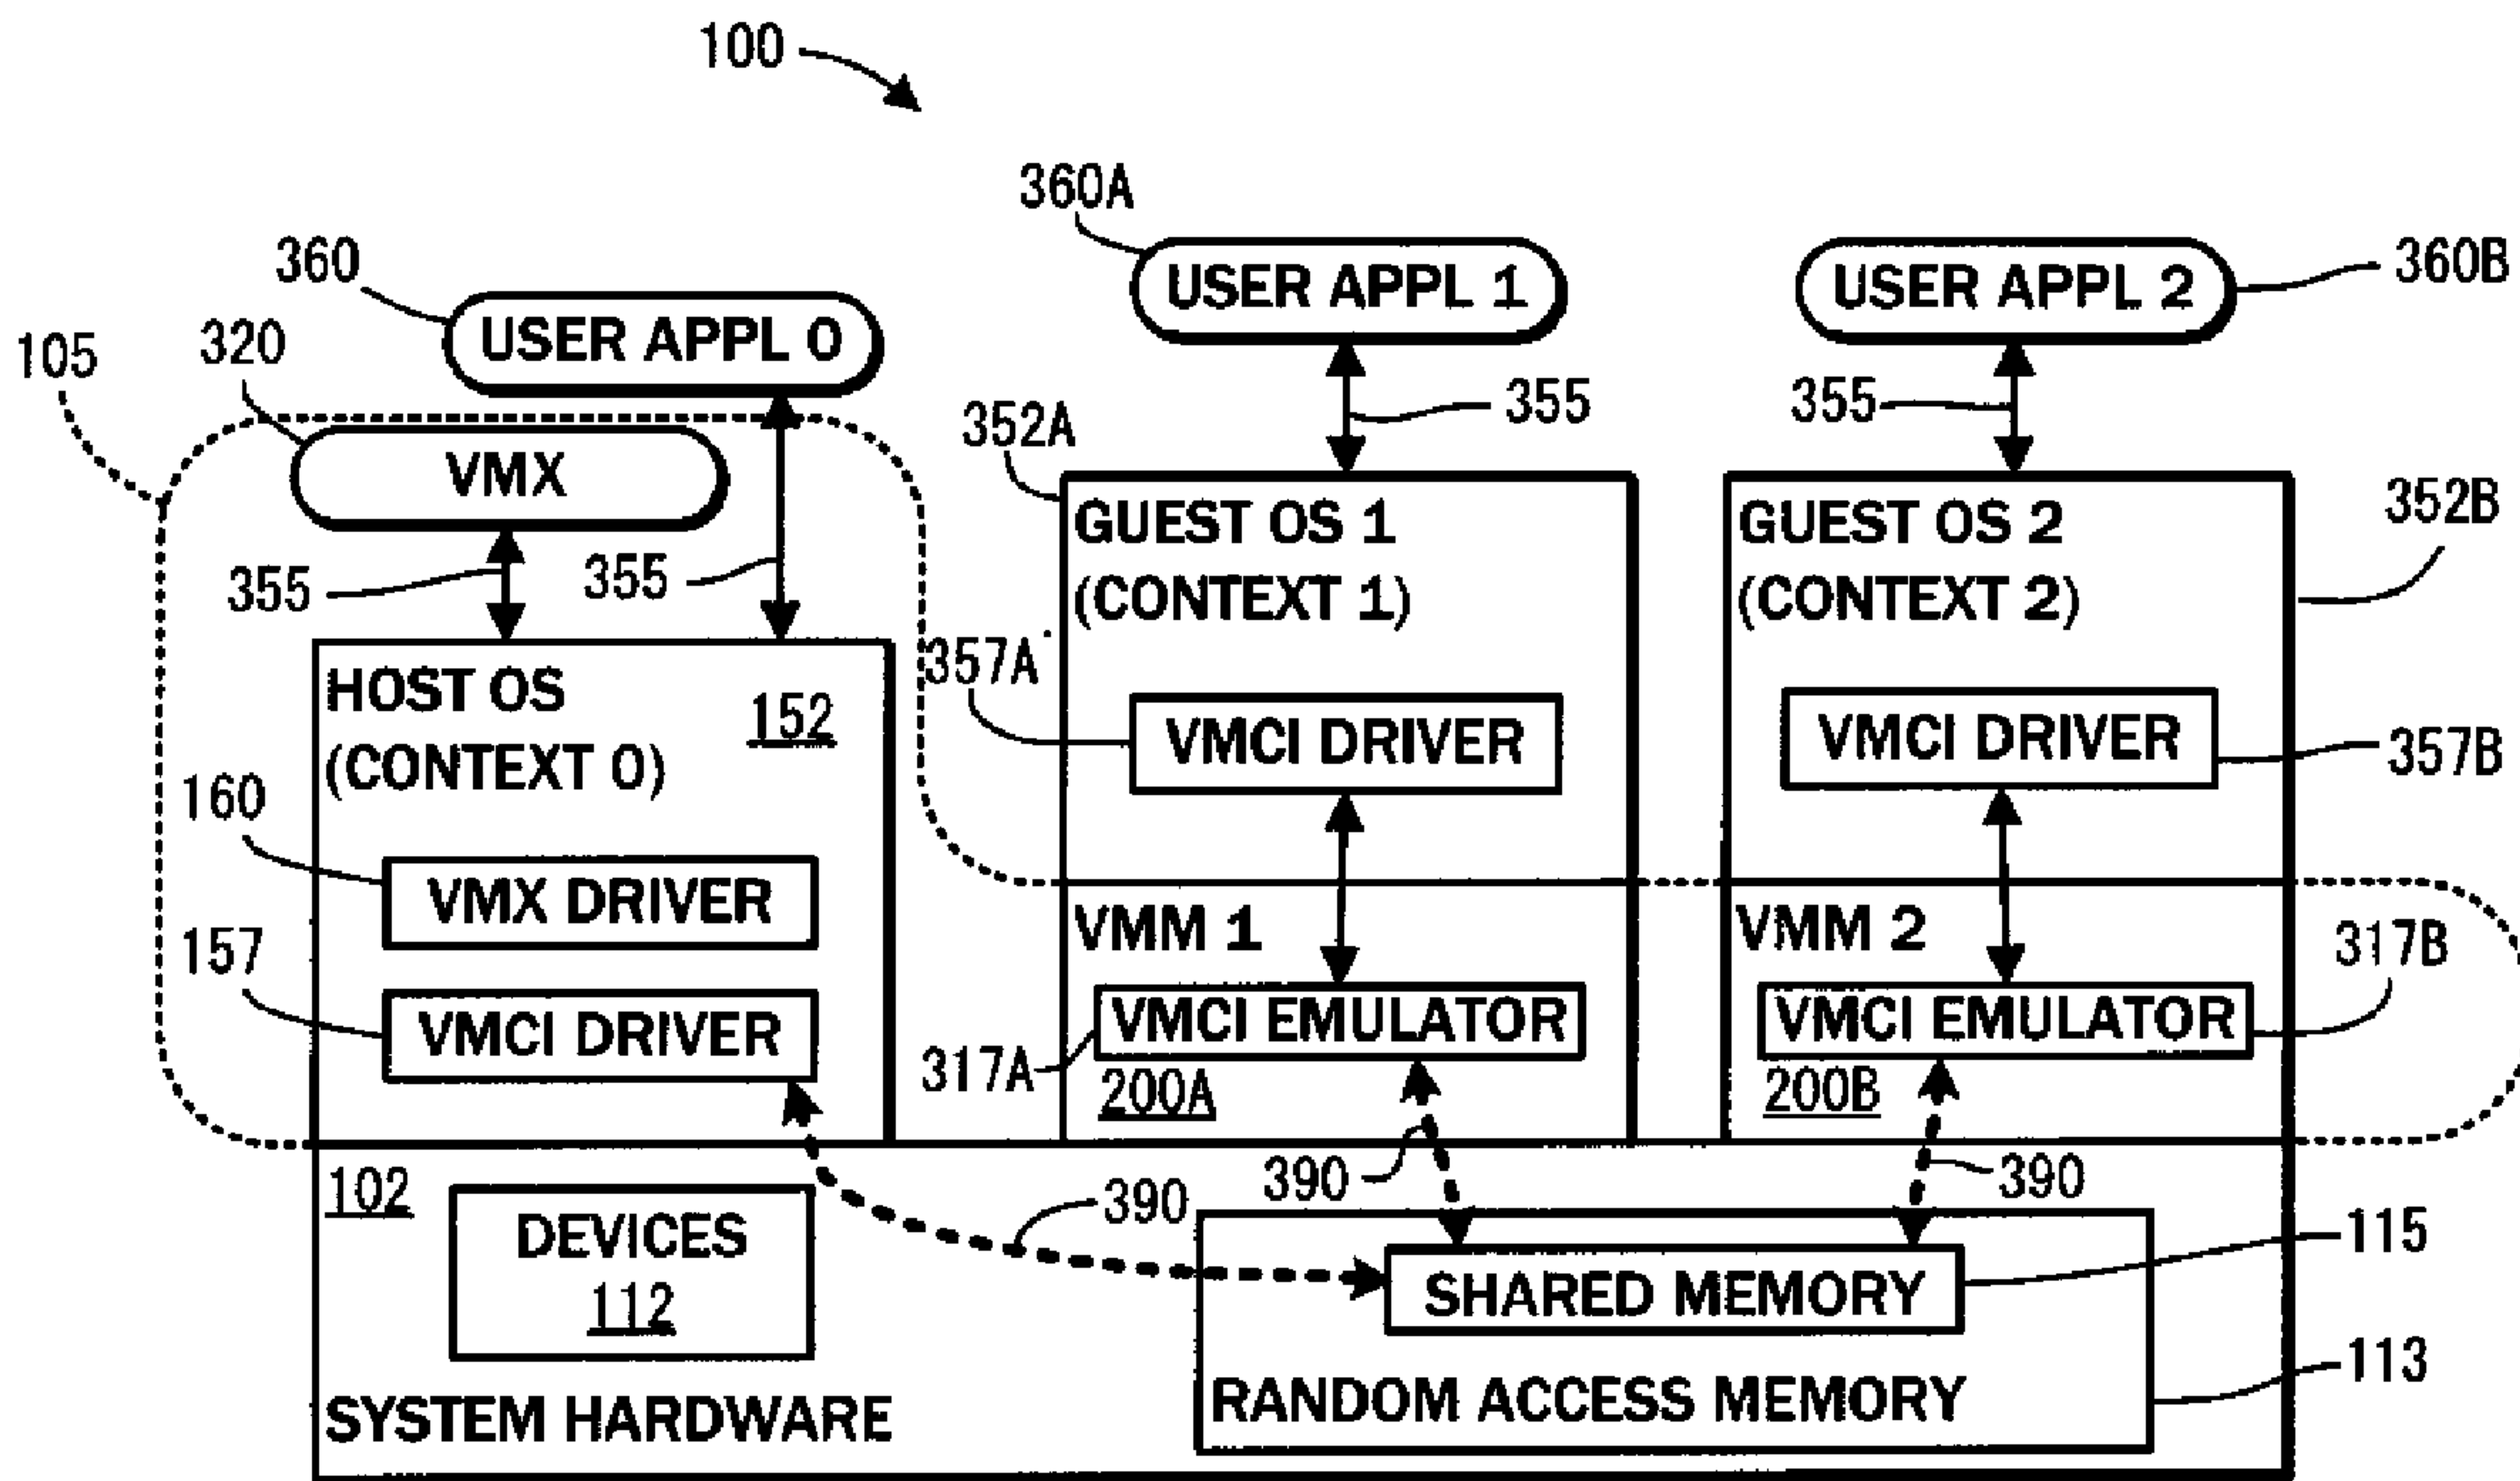 100
360A
360
USER APPL 1
USER APPL 2
360B
105
320
USER APPL 0
355
355
352A
VMX
GUEST OS 1
(CONTEXT 1)
GUEST OS 2
(CONTEXT 2)
352B
355
355
357A
HOST OS
(CONTEXT 0)
152
VMCI DRIVER
VMCI DRIVER
357B
160
VMX DRIVER
VMM 1
VMM 2
317B
157
VMCI DRIVER
VMCI EMULATOR
VMCI EMULATOR
317A
200A
200B
102
390
390
390
DEVICES
112
SHARED MEMORY
115
RANDOM ACCESS MEMORY
113
SYSTEM HARDWARE